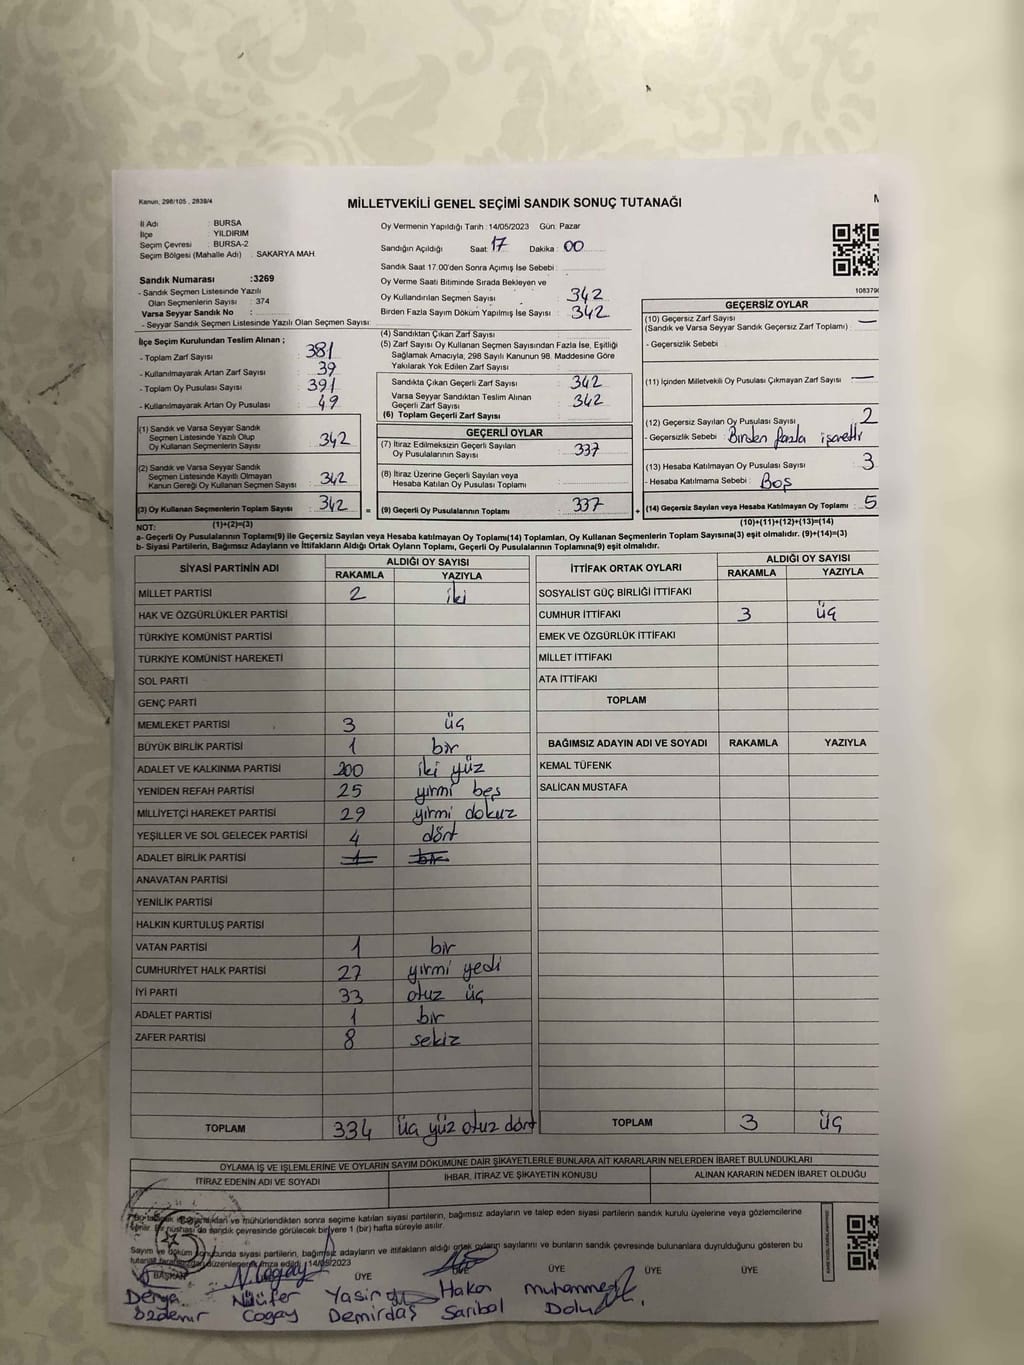 Kanun, 298/105 , 2839/4
MİLLETVEKİLİ GENEL SEÇİMİ SANDIK SONUÇ TUTANAĞI
İl Adı : BURSA
İlçe : YILDIRIM
Seçim Çevresi : BURSA-2
Seçim Bölgesi (Mahalle Adı) . SAKARYA MAH.
Sandık Numarası :3269
- Sandık Seçmen Listesinde Yazılı
Olan Seçmenlerin Sayısı : 374
Varsa Seyyar Sandık No :
- Seyyar Sandık Seçmen Listesinde Yazılı Olan Seçmen Sayısı:
Oy Vermenin Yapıldığı Tarih :14/05/2023 Gün: Pazar
Sandığın Açıldığı Saat: 17 Dakika : 00
Sandık Saat 17.00'den Sonra Açımış İse Sebebi :
Oy Verme Saati Bitiminde Sırada Bekleyen ve
Oy Kullandırılan Seçmen Sayısı : 342
Birden Fazla Sayım Döküm Yapılmış İse Sayısı : 342
İlçe Seçim Kurulundan Teslim Alınan ;
- Toplam Zarf Sayısı : 381
- Kullanılmayarak Artan Zarf Sayısı : 39
- Toplam Oy Pusulası Sayısı : 391
- Kullanılmayarak Artan Oy Pusulası : 49
(4) Sandıktan Çıkan Zarf Sayısı :
(5) Zarf Sayısı Oy Kullanan Seçmen Sayısından Fazla İse, Eşitliği
Sağlamak Amacıyla, 298 Sayılı Kanunun 98. Maddesine Göre
Yakılarak Yok Edilen Zarf Sayısı :
Sandıkta Çıkan Geçerli Zarf Sayısı : 342
Varsa Seyyar Sandıktan Teslim Alınan
Geçerli Zarf Sayısı : 342
(6) Toplam Geçerli Zarf Sayısı :
(1) Sandık ve Varsa Seyyar Sandık
Seçmen Listesinde Yazılı Olup
Oy Kullanan Seçmenlerin Sayısı : 342
(2) Sandık ve Varsa Seyyar Sandık
Seçmen Listesinde Kayıtlı Olmayan
Kanun Gereği Oy Kullanan Seçmen Sayısı : 342
(3) Oy Kullanan Seçmenlerin Toplam Sayısı : 342
(1)+(2)=(3)
GEÇERLİ OYLAR
(7) İtiraz Edilmeksizin Geçerli Sayılan
Oy Pusulalarının Sayısı : 337
(8) İtiraz Üzerine Geçerli Sayılan veya
Hesaba Katılan Oy Pusulası Toplamı :
= (9) Geçerli Oy Pusulalarının Toplamı : 337 +
GEÇERSİZ OYLAR
(10) Geçersiz Zarf Sayısı : —
(Sandık ve Varsa Seyyar Sandık Geçersiz Zarf Toplamı)
- Geçersizlik Sebebi :
(11) İçinden Milletvekili Oy Pusulası Çıkmayan Zarf Sayısı : —
(12) Geçersiz Sayılan Oy Pusulası Sayısı : 2
- Geçersizlik Sebebi : Birden fazla işaretli
(13) Hesaba Katılmayan Oy Pusulası Sayısı : 3
- Hesaba Katılmama Sebebi : Boş
(14) Geçersiz Sayılan veya Hesaba Katılmayan Oy Toplamı : 5
(10)+(11)+(12)+(13)=(14)
NOT:
a- Geçerli Oy Pusulalarının Toplamı(9) ile Geçersiz Sayılan veya Hesaba katılmayan Oy Toplamı(14) Toplamları, Oy Kullanan Seçmenlerin Toplam Sayısına(3) eşit olmalıdır. (9)+(14)=(3)
b- Siyasi Partilerin, Bağımsız Adayların ve İttifakların Aldığı Ortak Oyların Toplamı, Geçerli Oy Pusulalarının Toplamına(9) eşit olmalıdır.
SİYASİ PARTİNİN ADI ALDIĞI OY SAYISI
RAKAMLA YAZIYLA
MİLLET PARTİSİ 2 iki
HAK VE ÖZGÜRLÜKLER PARTİSİ
TÜRKİYE KOMÜNİST PARTİSİ
TÜRKİYE KOMÜNİST HAREKETİ
SOL PARTİ
GENÇ PARTİ
MEMLEKET PARTİSİ 3 üç
BÜYÜK BİRLİK PARTİSİ 1 bir
ADALET VE KALKINMA PARTİSİ 200 iki yüz
YENİDEN REFAH PARTİSİ 25 yirmi beş
MİLLİYETÇİ HAREKET PARTİSİ 29 yirmi dokuz
YEŞİLLER VE SOL GELECEK PARTİSİ 4 dört
ADALET BİRLİK PARTİSİ 1 bir
ANAVATAN PARTİSİ
YENİLİK PARTİSİ
HALKIN KURTULUŞ PARTİSİ
VATAN PARTİSİ 1 bir
CUMHURİYET HALK PARTİSİ 27 yirmi yedi
İYİ PARTİ 33 otuz üç
ADALET PARTİSİ 1 bir
ZAFER PARTİSİ 8 sekiz
TOPLAM 334 üç yüz otuz dört
İTTİFAK ORTAK OYLARI ALDIĞI OY SAYISI
RAKAMLA YAZIYLA
SOSYALİST GÜÇ BİRLİĞİ İTTİFAKI
CUMHUR İTTİFAKI 3 üç
EMEK VE ÖZGÜRLÜK İTTİFAKI
MİLLET İTTİFAKI
ATA İTTİFAKI
TOPLAM
BAĞIMSIZ ADAYIN ADI VE SOYADI RAKAMLA YAZIYLA
KEMAL TÜFENK
SALİCAN MUSTAFA
TOPLAM 3 üç
OYLAMA İŞ VE İŞLEMLERİNE VE OYLARIN SAYIM DÖKÜMÜNE DAİR ŞİKAYETLERLE BUNLARA AİT KARARLARIN NELERDEN İBARET BULUNDUKLARI
İTİRAZ EDENİN ADI VE SOYADI İHBAR, İTİRAZ VE ŞİKAYETİN KONUSU ALINAN KARARIN NEDEN İBARET OLDUĞU
ve mühürlendikten sonra seçime katılan siyasi partilerin, bağımsız adayların ve talep eden siyasi partilerin sandık kurulu üyelerine veya gözlemcilerine
sandık çevresinde görülecek bir yere 1 (bir) hafta süreyle asılır.
Sayım ve döküm sonucunda siyasi partilerin, bağımsız adayların ve ittifakların aldığı ortak oyların sayılarını ve bunların sandık çevresinde bulunanlara duyrulduğunu gösteren bu
tutanak düzenlenerek imza edildi. 14/05/2023
BAŞKAN ÜYE ÜYE ÜYE ÜYE ÜYE
Derya Nilüfer Yasin Hakan Muhammed
Özdemir Cogay Demirdaş Sarıbal